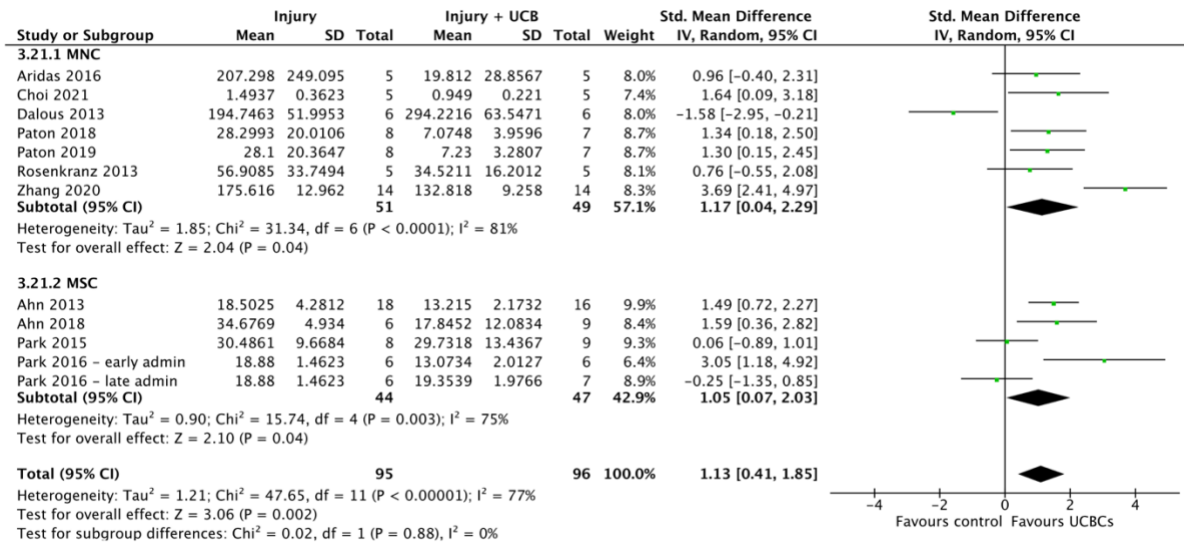 Injury Injury + UCB Std. Mean Difference Std. Mean Difference
Study or Subgroup Mean SD Total Mean SD Total Weight IV, Random, 95% CI IV, Random, 95% CI
3.21.1 MNC
Aridas 2016 207.298 249.095 5 19.812 28.8567 5 8.0% 0.96 [−0.40, 2.31]
Choi 2021 1.4937 0.3623 5 0.949 0.221 5 7.4% 1.64 [0.09, 3.18]
Dalous 2013 194.7463 51.9953 6 294.2216 63.5471 6 8.0% −1.58 [−2.95, −0.21]
Paton 2018 28.2993 20.0106 8 7.0748 3.9596 7 8.7% 1.34 [0.18, 2.50]
Paton 2019 28.1 20.3647 8 7.23 3.2807 7 8.7% 1.30 [0.15, 2.45]
Rosenkranz 2013 56.9085 33.7494 5 34.5211 16.2012 5 8.1% 0.76 [−0.55, 2.08]
Zhang 2020 175.616 12.962 14 132.818 9.258 14 8.3% 3.69 [2.41, 4.97]
Subtotal (95% CI) 51 49 57.1% 1.17 [0.04, 2.29]
Heterogeneity: Tau² = 1.85; Chi² = 31.34, df = 6 (P < 0.0001); I² = 81%
Test for overall effect: Z = 2.04 (P = 0.04)
3.21.2 MSC
Ahn 2013 18.5025 4.2812 18 13.215 2.1732 16 9.9% 1.49 [0.72, 2.27]
Ahn 2018 34.6769 4.934 6 17.8452 12.0834 9 8.4% 1.59 [0.36, 2.82]
Park 2015 30.4861 9.6684 8 29.7318 13.4367 9 9.3% 0.06 [−0.89, 1.01]
Park 2016 – early admin 18.88 1.4623 6 13.0734 2.0127 6 6.3% 3.05 [1.18, 4.92]
Park 2016 – late admin 18.88 1.4623 6 19.3539 1.9766 7 8.9% −0.25 [−1.35, 0.85]
Subtotal (95% CI) 44 47 42.9% 1.05 [0.07, 2.03]
Heterogeneity: Tau² = 0.90; Chi² = 15.74, df = 4 (P = 0.003); I² = 75%
Test for overall effect: Z = 2.10 (P = 0.04)
Total (95% CI) 95 96 100.0% 1.13 [0.41, 1.85]
Heterogeneity: Tau² = 1.21; Chi² = 47.65, df = 11 (P < 0.00001); I² = 77%
Test for overall effect: Z = 3.06 (P = 0.002)
Test for subgroup differences: Chi² = 0.02, df = 1 (P = 0.88), I² = 0%
−4 −2 0 2 4
Favours control Favours UCBCs